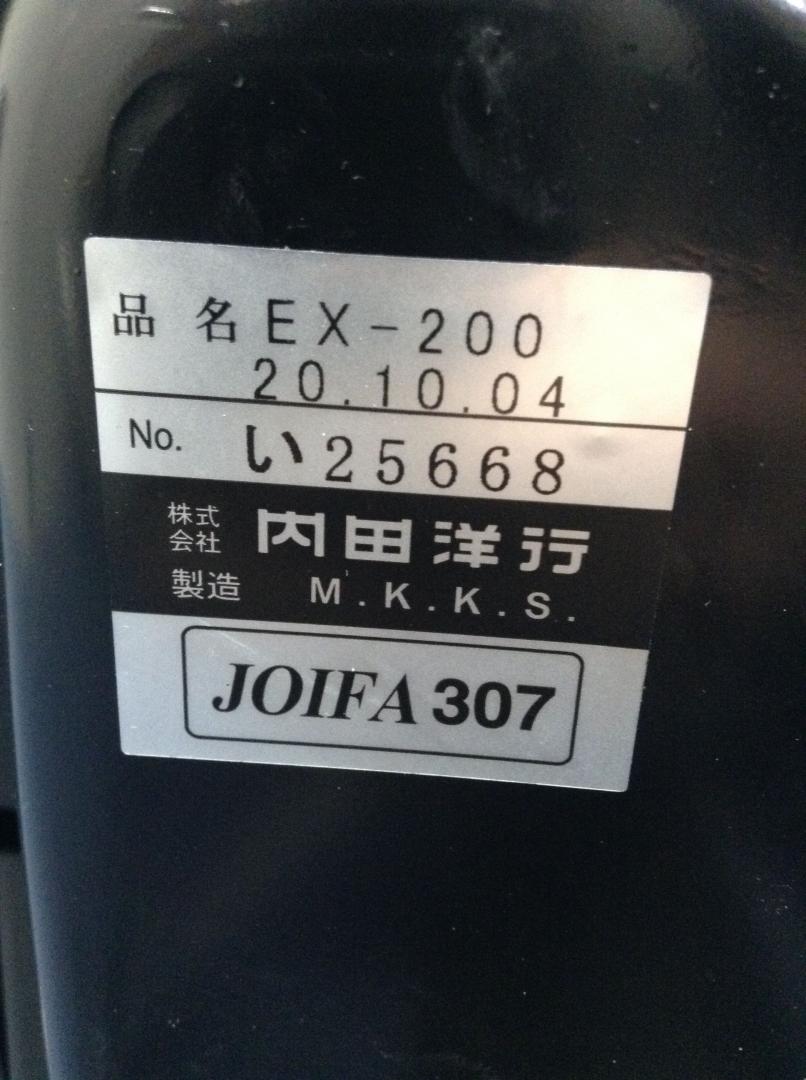 品 名 EX-200
20.10.04
No. い25668
株式会社 内田洋行
製造 M.K.K.S.
JOIFA 307